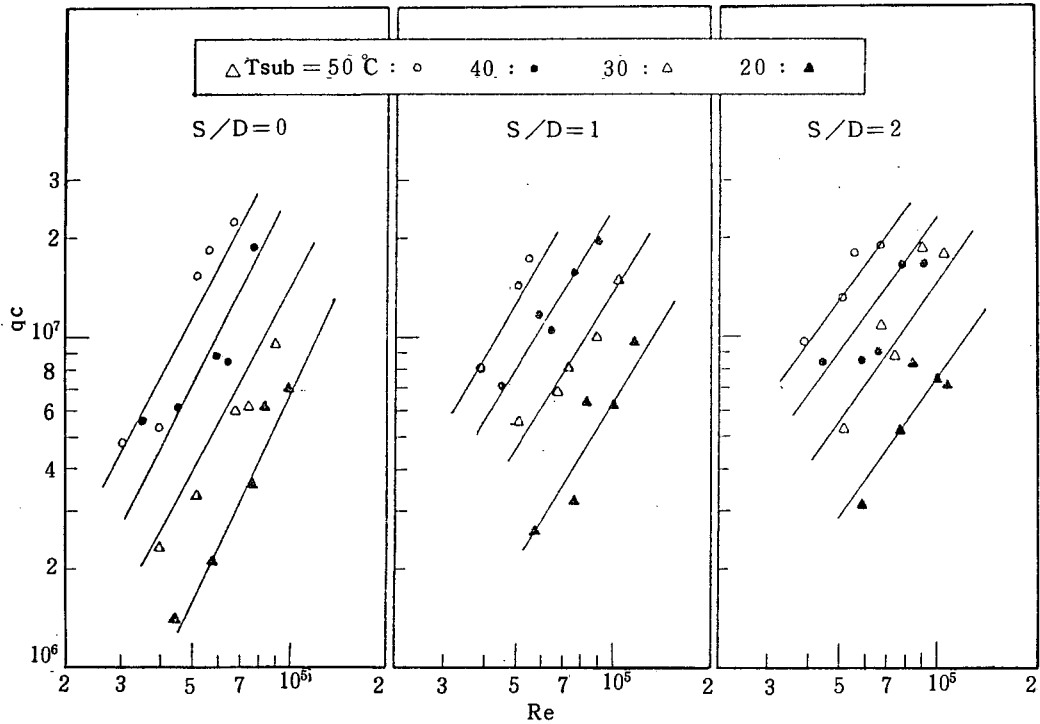 △Tsub=50℃: ○ 40: ● 30: △ 20: ▲
S/D=0
S/D=1
S/D=2
qc
3
2
10⁷
8
6
4
2
10⁶
2 3 5 7 10⁵ 2
3 5 7 10⁵ 2
3 5 7 10⁵ 2
Re